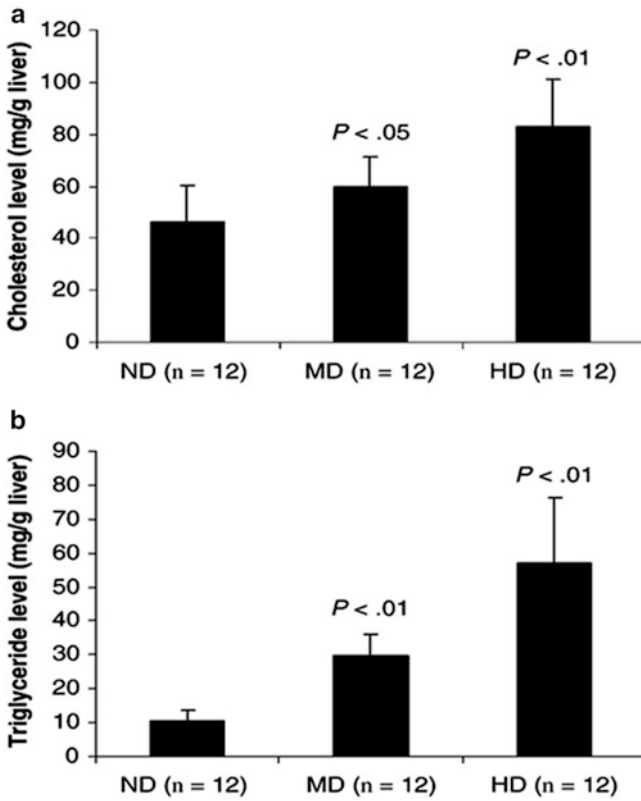 a
Cholesterol level (mg/g liver)
120
100
80
60
40
20
0
P < .05
P < .01
ND (n = 12) MD (n = 12) HD (n = 12)
b
Triglyceride level (mg/g liver)
90
80
70
60
50
40
30
20
10
0
P < .01
P < .01
ND (n = 12) MD (n = 12) HD (n = 12)